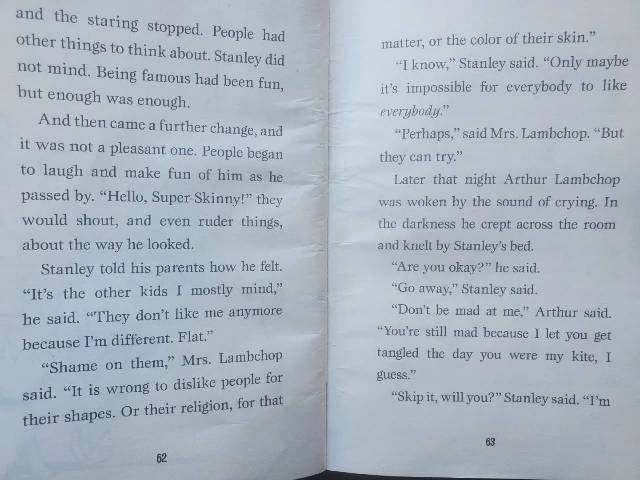 and the staring stopped. People had
other things to think about. Stanley did
not mind. Being famous had been fun,
but enough was enough.
And then came a further change, and
it was not a pleasant one. People began
to laugh and make fun of him as he
passed by. “Hello, Super-Skinny!” they
would shout, and even ruder things,
about the way he looked.
Stanley told his parents how he felt.
“It’s the other kids I mostly mind,”
he said. “They don’t like me anymore
because I’m different. Flat.”
“Shame on them,” Mrs. Lambchop
said. “It is wrong to dislike people for
their shapes. Or their religion, for that
62
matter, or the color of their skin.”
“I know,” Stanley said. “Only maybe
it’s impossible for everybody to like
everybody.”
“Perhaps,” said Mrs. Lambchop. “But
they can try.”
Later that night Arthur Lambchop
was woken by the sound of crying. In
the darkness he crept across the room
and knelt by Stanley’s bed.
“Are you okay?” he said.
“Go away,” Stanley said.
“Don’t be mad at me,” Arthur said.
“You’re still mad because I let you get
tangled the day you were my kite, I
guess.”
“Skip it, will you?” Stanley said. “I’m
63